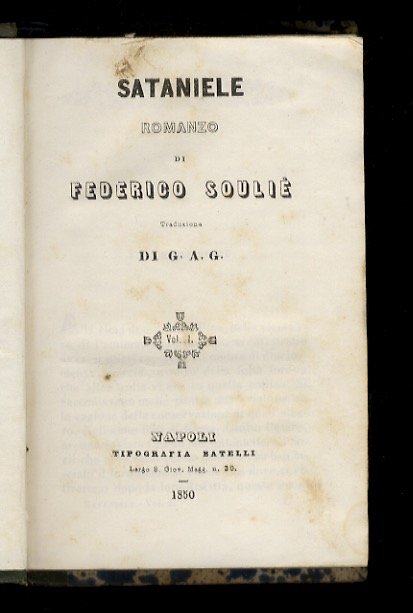 SATANIELE
ROMANZO
DI
FEDERICO SOULIÈ
Traduzione
DI G. A. G.
Vol. I.
NAPOLI
TIPOGRAFIA BATELLI
Largo S. Giov. Magg. n. 30.
1850